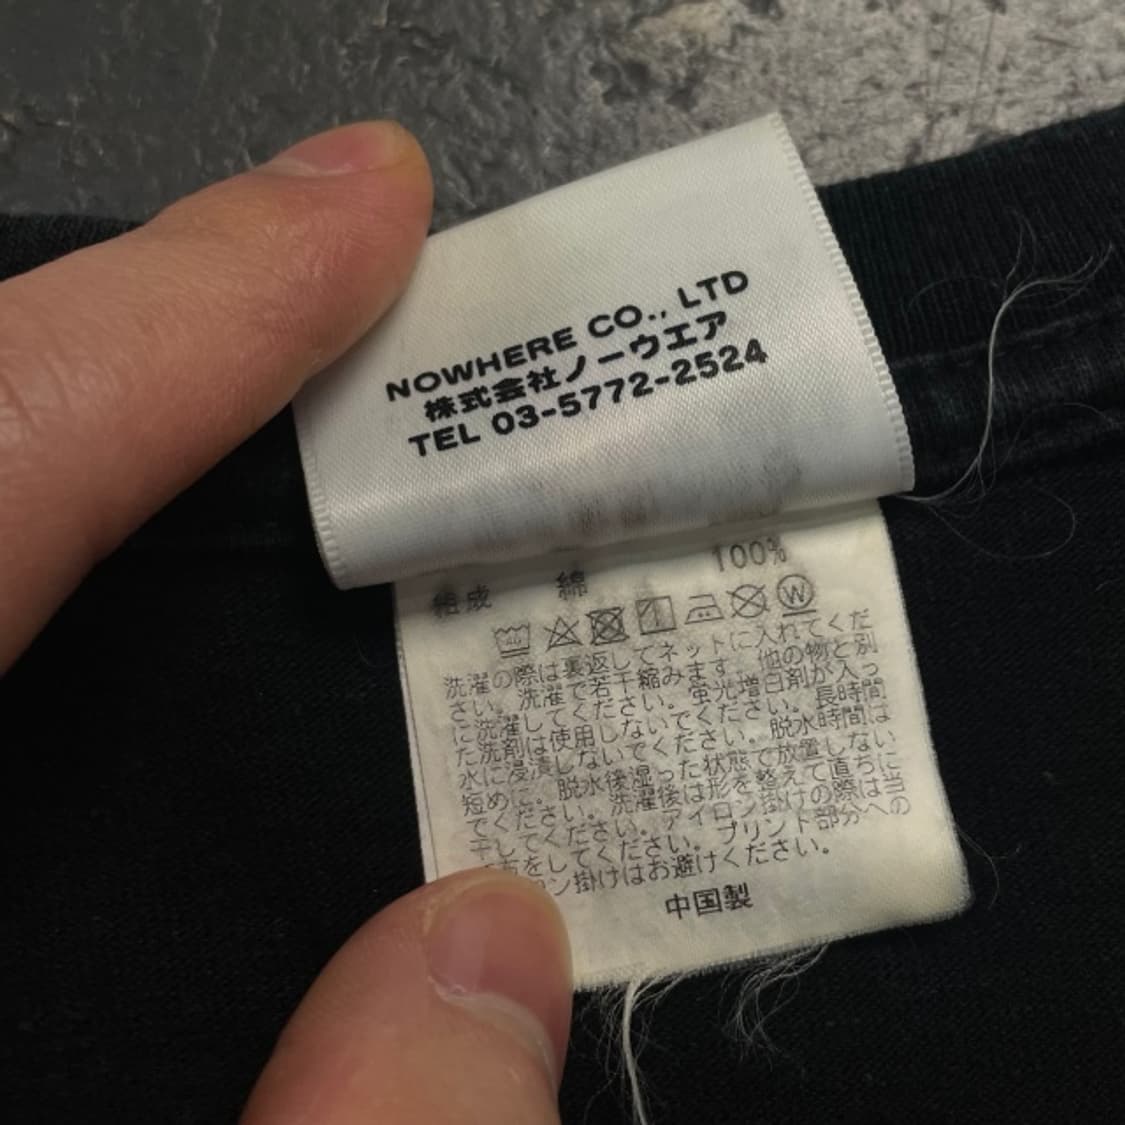 NOWHERE CO., LTD
株式会社ノーウエア
TEL 03-5772-2524
組成 綿 100%
40 W
洗濯の際は裏返してネットに入れてくだ
さい。洗濯で若干縮みます。他の物と別
に洗濯してください。蛍光増白剤が入っ
た洗剤は使用しないでください。長時間
水に浸漬しないでください。脱水時間は
短めに。脱水後湿った状態で放置しない
でください。洗濯後は形を整えて直ちに
干してください。アイロン掛けの際は当
布をしてください。プリント部分への
ン掛けはお避けください。
中国製